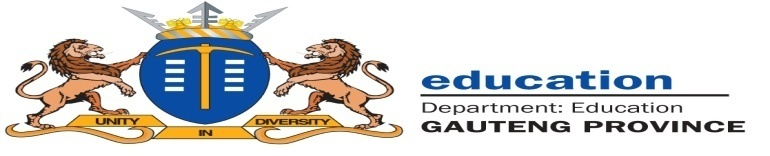 UNITY IN DIVERSITY
education
Department: Education
GAUTENG PROVINCE